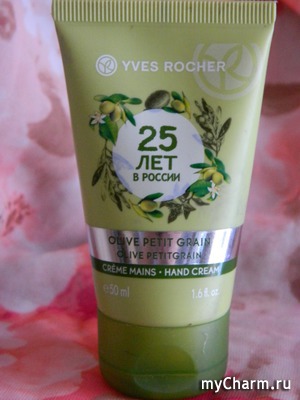 YVES ROCHER
25
ЛЕТ
В РОССИИ
OLIVE PETIT GRAIN
OLIVE PETITGRAIN
CRÈME MAINS • HAND CREAM
e 50 ml 1.6 fl. oz.
myCharm.ru